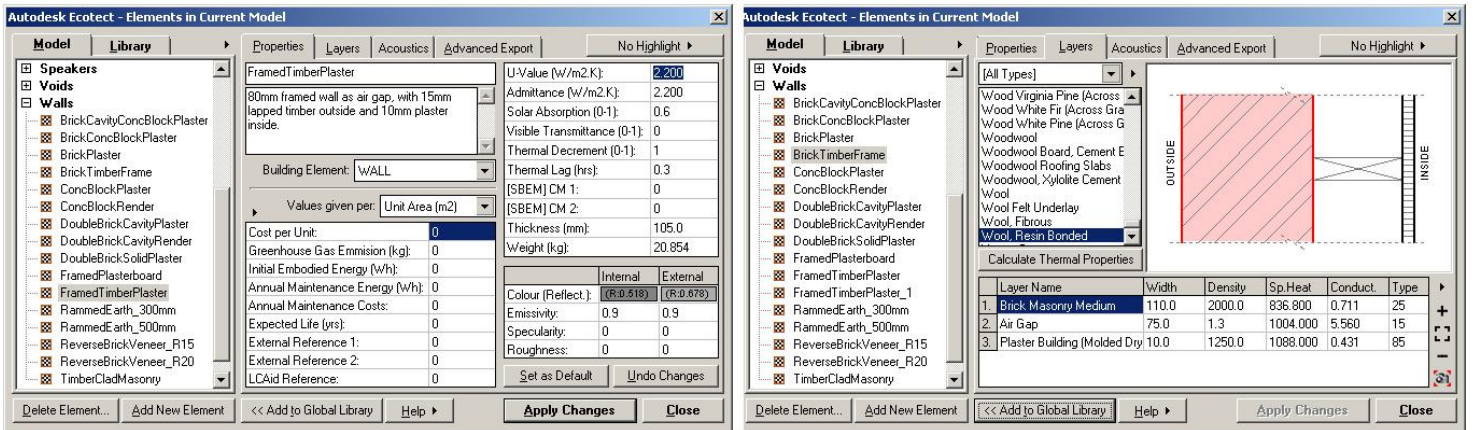 Autodesk Ecotect - Elements in Current Model
Model Library
Speakers
Voids
Walls
BrickCavityConcBlockPlaster
BrickConcBlockPlaster
BrickPlaster
BrickTimberFrame
ConcBlockPlaster
ConcBlockRender
DoubleBrickCavityPlaster
DoubleBrickCavityRender
DoubleBrickSolidPlaster
FramedPlasterboard
FramedTimberPlaster
RammedEarth_300mm
RammedEarth_500mm
ReverseBrickVeneer_R15
ReverseBrickVeneer_R20
TimberCladMasonry
Delete Element... Add New Element
Properties Layers Acoustics Advanced Export No Highlight
FramedTimberPlaster
80mm framed wall as air gap, with 15mm
lapped timber outside and 10mm plaster
inside.
Building Element: WALL
Values given per: Unit Area (m2)
Cost per Unit: 0
Greenhouse Gas Emmision (kg): 0
Initial Embodied Energy (Wh): 0
Annual Maintenance Energy (Wh): 0
Annual Maintenance Costs: 0
Expected Life (yrs): 0
External Reference 1: 0
External Reference 2: 0
LCAid Reference: 0
U-Value (W/m2.K): 2.200
Admittance (W/m2.K): 2.200
Solar Absorption (0-1): 0.6
Visible Transmittance (0-1): 0
Thermal Decrement (0-1): 1
Thermal Lag (hrs): 0.3
[SBEM] CM 1: 0
[SBEM] CM 2: 0
Thickness (mm): 105.0
Weight (kg): 20.854
Internal External
Colour (Reflect.): (R:0.518) (R:0.678)
Emissivity: 0.9 0.9
Specularity: 0 0
Roughness: 0 0
Set as Default Undo Changes
<< Add to Global Library Help Apply Changes Close
Autodesk Ecotect - Elements in Current Model
Model Library
Voids
Walls
BrickCavityConcBlockPlaster
BrickConcBlockPlaster
BrickPlaster
BrickTimberFrame
ConcBlockPlaster
ConcBlockRender
DoubleBrickCavityPlaster
DoubleBrickCavityRender
DoubleBrickSolidPlaster
FramedPlasterboard
FramedTimberPlaster
FramedTimberPlaster_1
RammedEarth_300mm
RammedEarth_500mm
ReverseBrickVeneer_R15
ReverseBrickVeneer_R20
TimberCladMasonry
Delete Element... Add New Element
Properties Layers Acoustics Advanced Export No Highlight
[All Types]
Wood Virginia Pine (Across
Wood White Fir (Across Gra
Wood White Pine (Across G
Woodwool
Woodwool Board, Cement E
Woodwool Roofing Slabs
Woodwool, Xylolite Cement
Wool
Wool Felt Underlay
Wool, Fibrous
Wool, Resin Bonded
Calculate Thermal Properties
OUTSIDE
INSIDE
Layer Name Width Density Sp.Heat Conduct. Type
1. Brick Masonry Medium 110.0 2000.0 836.800 0.711 25
2. Air Gap 75.0 1.3 1004.000 5.560 15
3. Plaster Building (Molded Dry 10.0 1250.0 1088.000 0.431 85
<< Add to Global Library Help Apply Changes Close